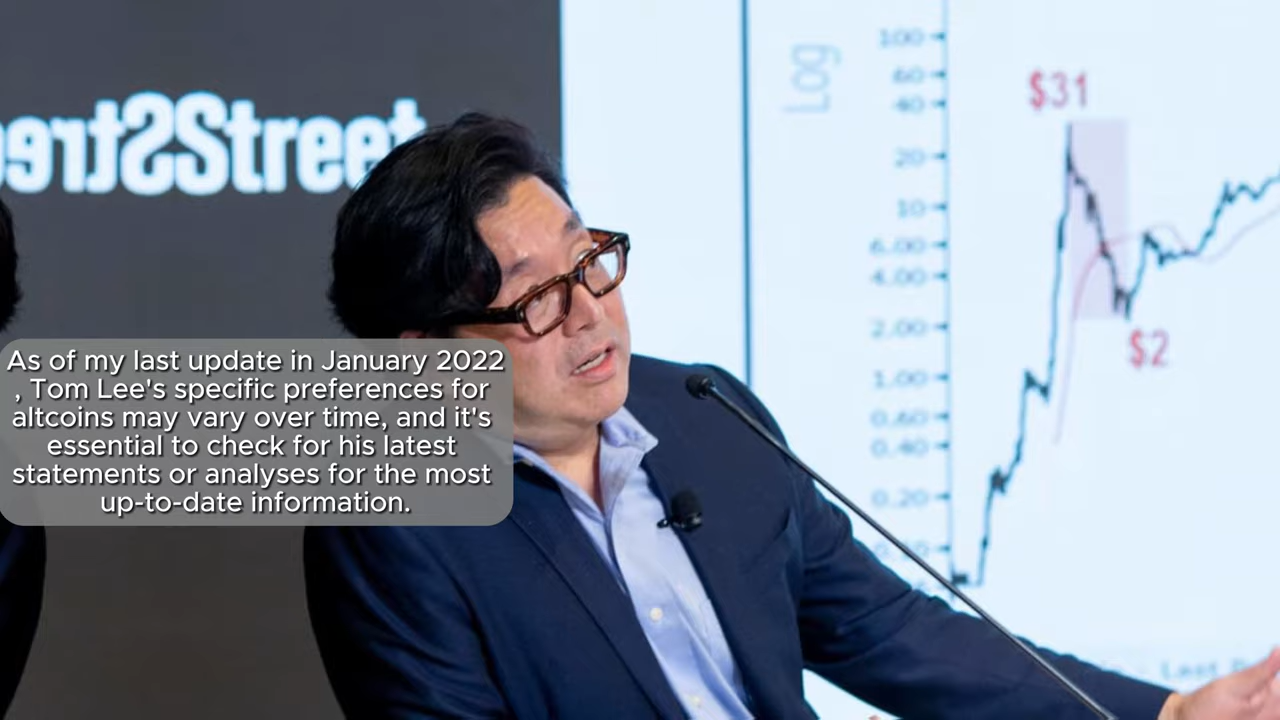 Street
Log
100
60
$31
40
20
10
6.00
4.00
2.00
$2
1.00
0.60
0.40
0.20
As of my last update in January 2022
, Tom Lee's specific preferences for
altcoins may vary over time, and it's
essential to check for his latest
statements or analyses for the most
up-to-date information.
Last